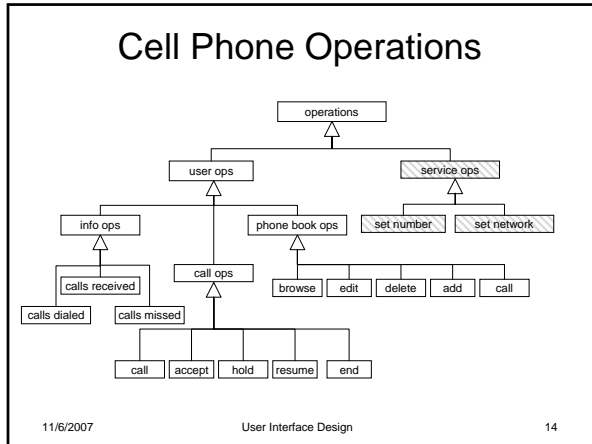 Cell Phone Operations
operations
user ops
service ops
info ops
phone book ops
set number
set network
call ops
calls received
browse
edit
delete
add
call
calls dialed
calls missed
call
accept
hold
resume
end
11/6/2007
User Interface Design
14